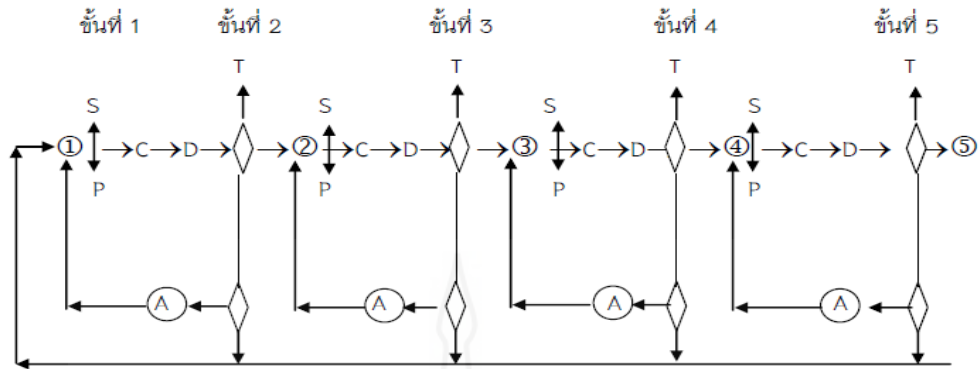 ขั้นที่ 1 ขั้นที่ 2 ขั้นที่ 3 ขั้นที่ 4 ขั้นที่ 5
T T T T
S S S S
① C D ② C D ③ C D ④ C D ⑤
P P P P
A A A A